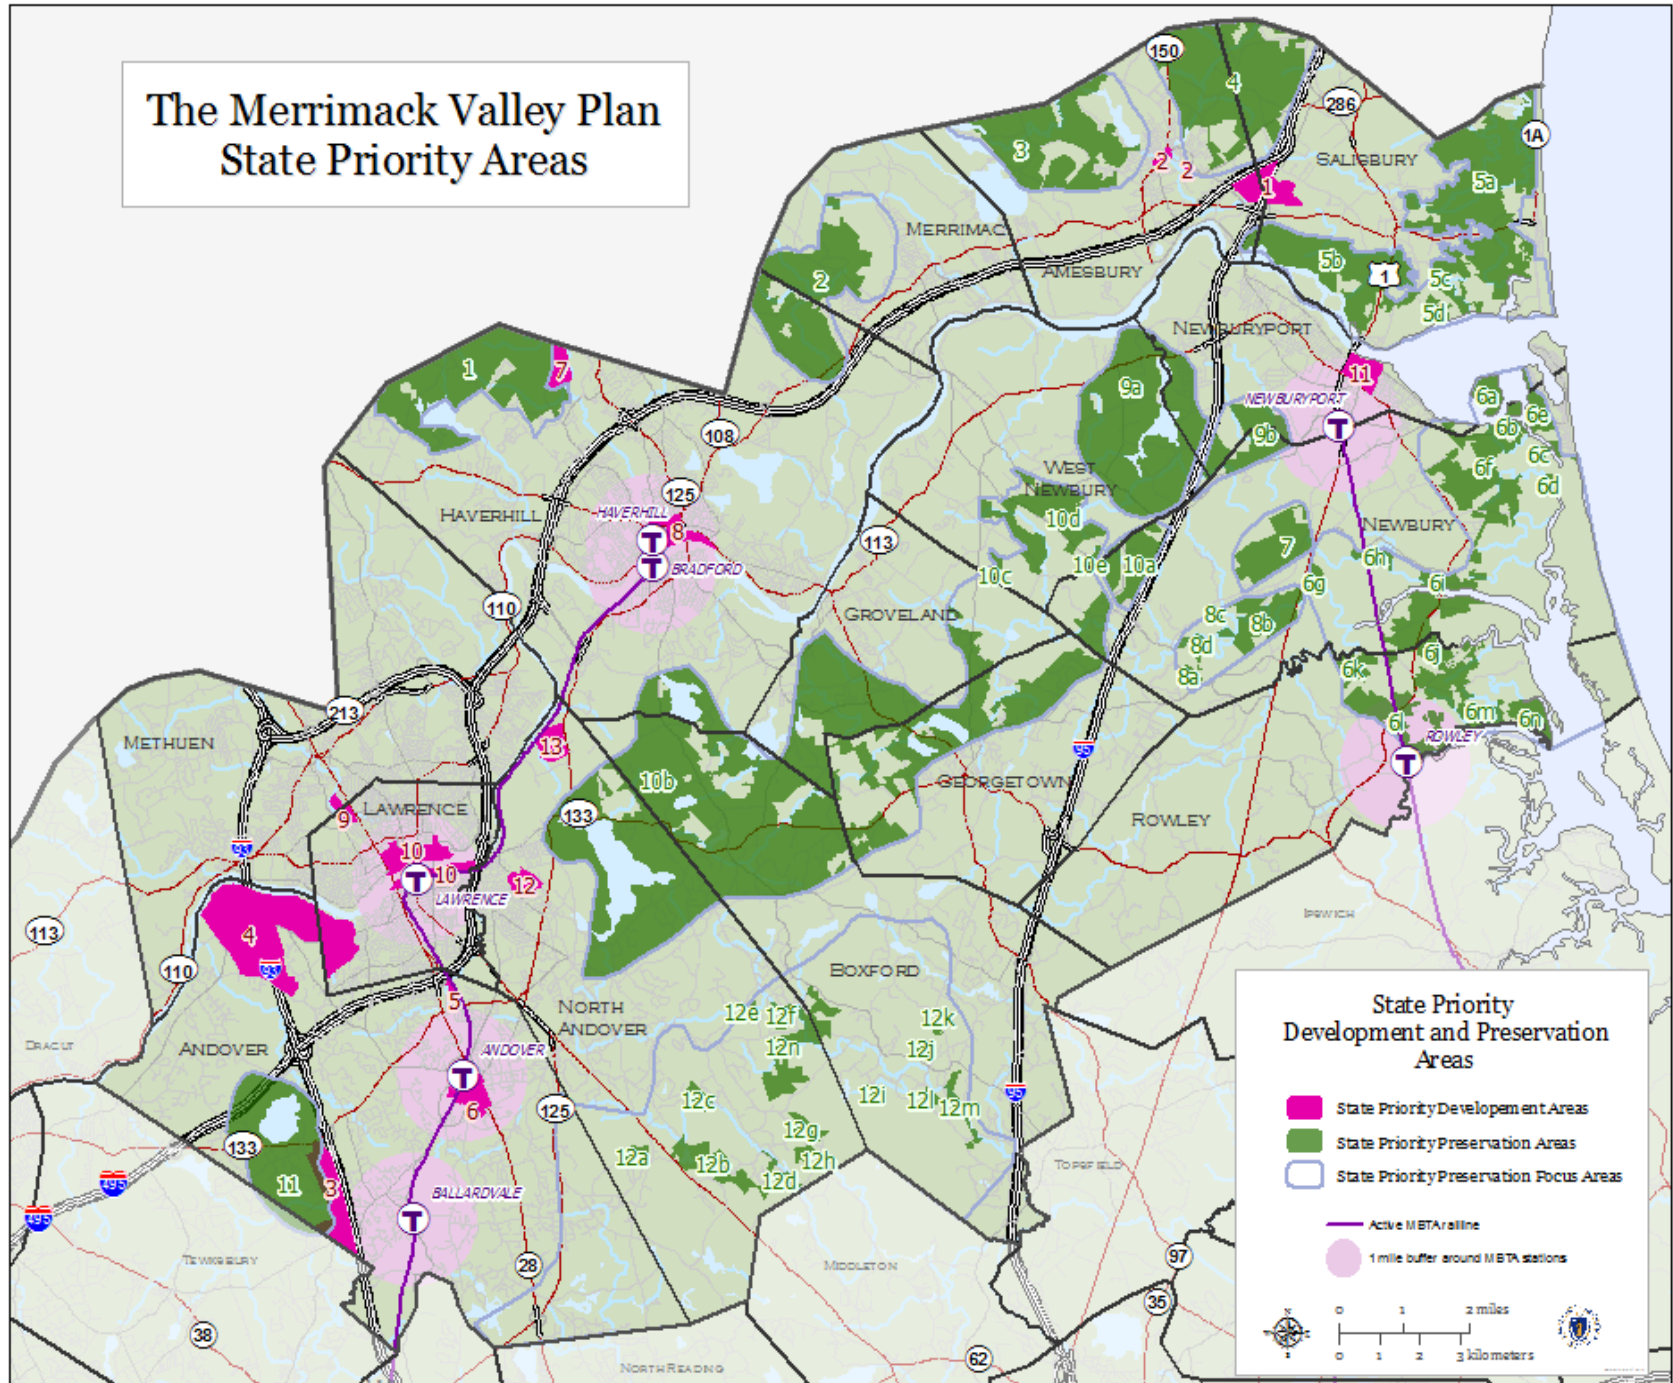 The Merrimack Valley Plan
State Priority Areas
150
4
286
1A
3
2
2
SALISBURY
5a
1
MERRIMAC
2
AMESBURY
5b
1
5c
5d
NEWBURYPORT
1
7
11
9a
NEWBURYPORT
6a
6e
6b
9b
108
6f
6c
6d
WEST
NEWBURY
125
HAVERHILL
HAVERHILL
8
10d
NEWBURY
113
7
T
T
T
BRADFORD
10c
10e
10a
6h
6g
6i
110
GROVELAND
8c
8b
8d
8a
6j
6k
213
METHUEN
13
6l
6m
6n
ROWLEY
T
95
10b
GEORGETOWN
LAWRENCE
133
9
ROWLEY
93
10
10
T
12
LAWRENCE
113
4
IPSWICH
110
93
BOXFORD
5
NORTH
ANDOVER
12e
12f
12k
DRACUT
ANDOVER
ANDOVER
12n
12j
T
6
125
12c
12i
12l
12m
95
133
12g
12a
12b
12h
12d
TOPSFIELD
495
495
11
3
BALLARDVALE
T
TEWKSBURY
28
MIDDLETON
97
35
38
62
NORTH READING
State Priority
Development and Preservation
Areas
State Priority Developement Areas
State Priority Preservation Areas
State Priority Preservation Focus Areas
Active MBTA railline
1 mile buffer around MBTA stations
0 1 2 miles
0 1 2 3 kilometers